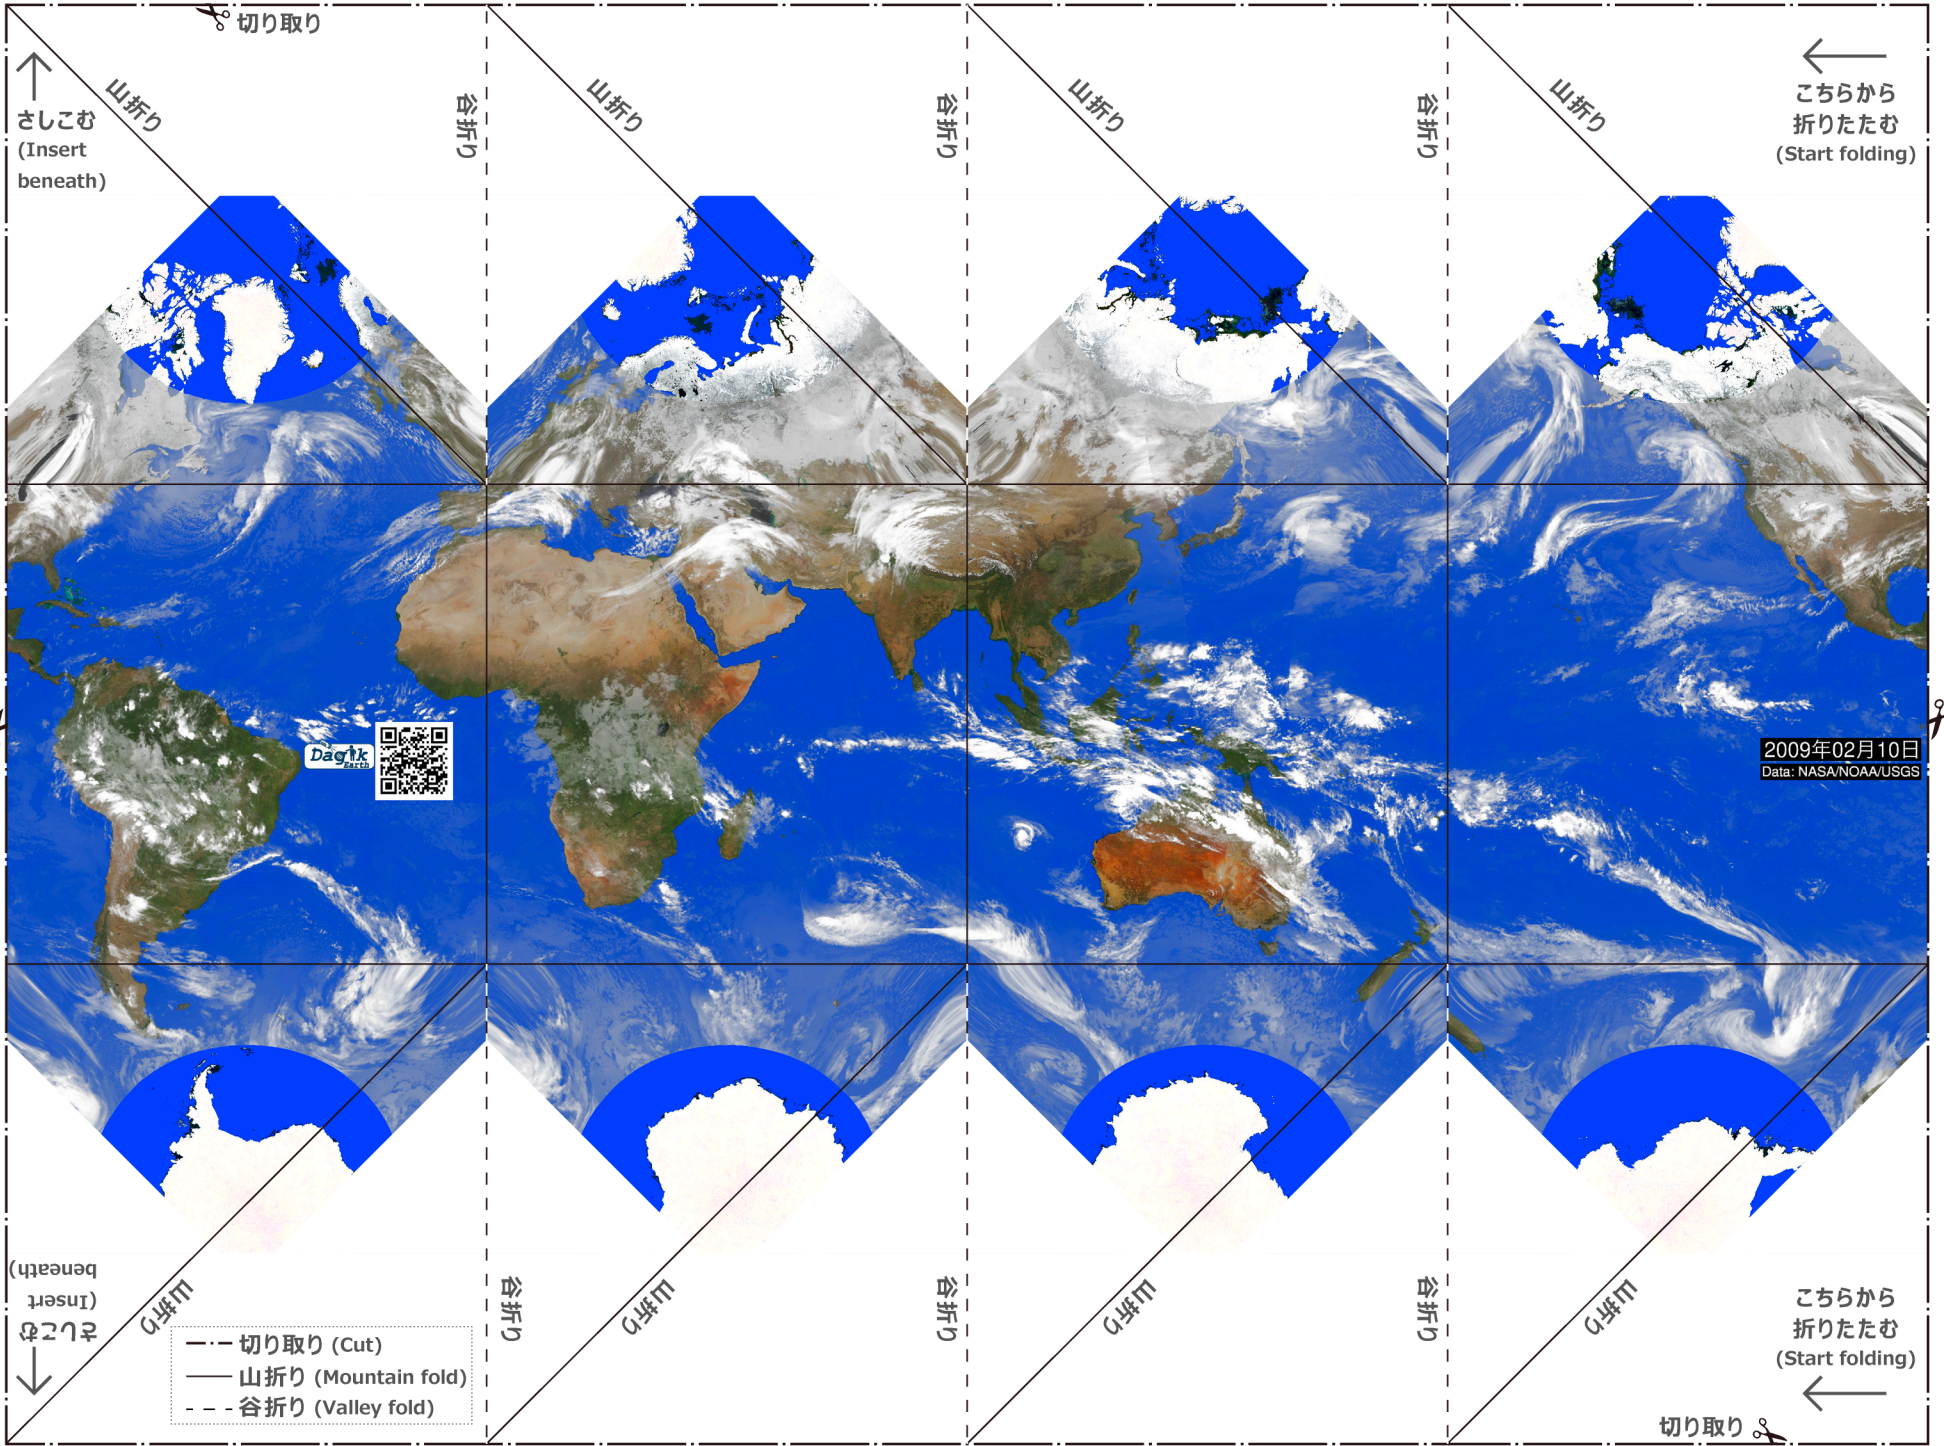 切り取り
山折り
山折り
山折り
山折り
谷折り
谷折り
谷折り
さしこむ
(Insert
beneath)
こちらから
折りたたむ
(Start folding)
Dagik
Earth
2009年02月10日
Data: NASA/NOAA/USGS
さしこむ
(Insert
beneath)
山折り
山折り
山折り
山折り
谷折り
谷折り
谷折り
切り取り (Cut)
山折り (Mountain fold)
谷折り (Valley fold)
こちらから
折りたたむ
(Start folding)
切り取り